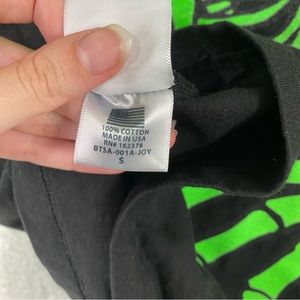 100% COTTON
MADE IN USA
RN# 162378
BTSA-001A-JOY
S